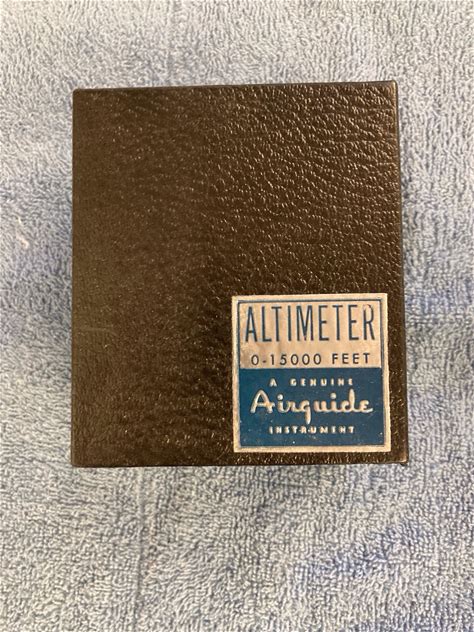 ALTIMETER
0-15000 FEET
A GENUINE
Airguide
INSTRUMENT